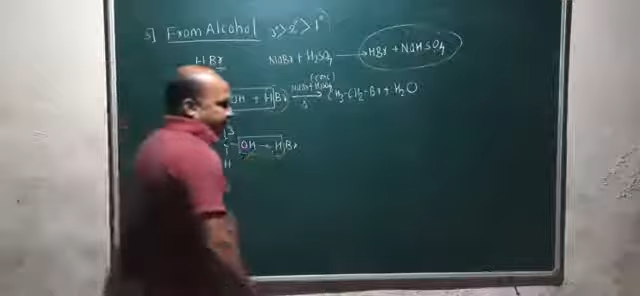 5] From Alcohol 3° > 2° > 1°
HBr NaBr + H₂SO₄ ⟶ HBr + NaHSO₄
OH + HBr NaBr + H₂SO₄ (conc) ⟶ Δ CH₃-CH₂-Br + H₂O
OH H Br
H